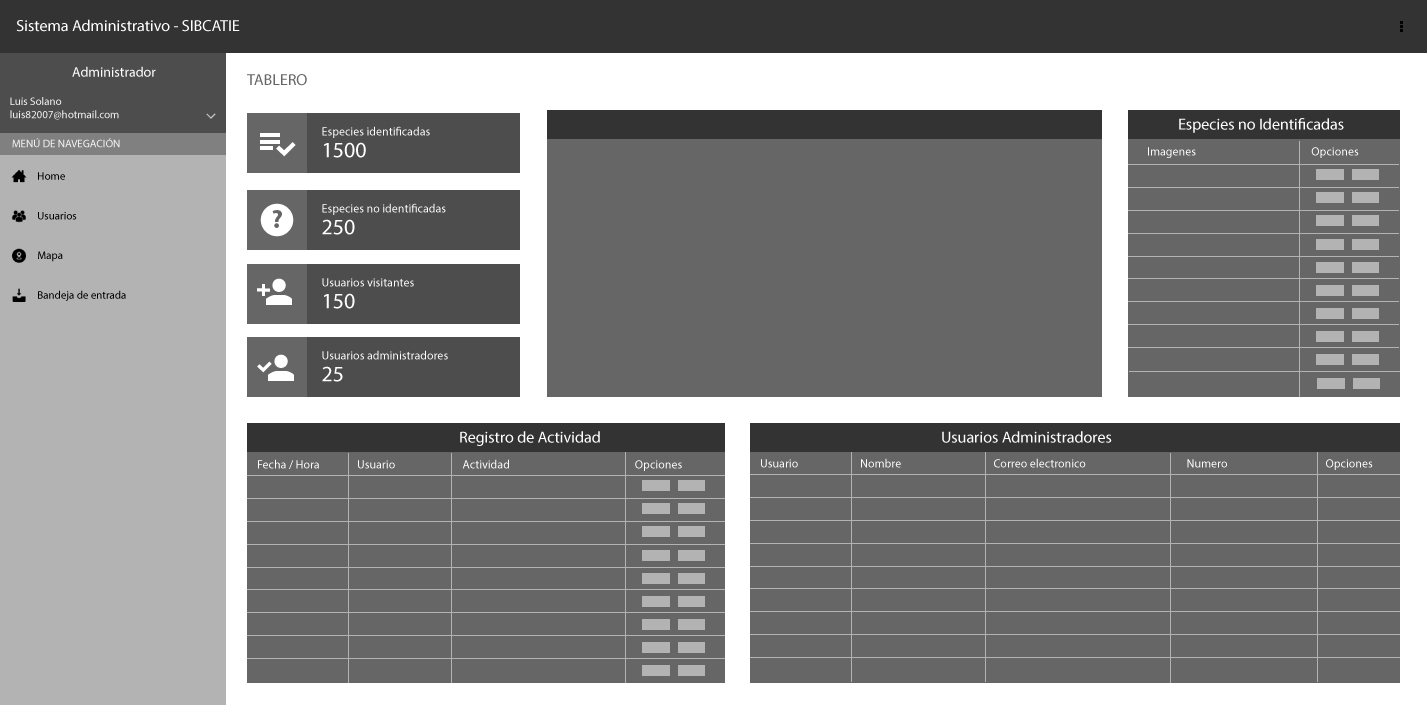 Sistema Administrativo - SIBCATIE
Administrador
Luis Solano
luis82007@hotmail.com
MENÚ DE NAVEGACIÓN
Home
Usuarios
Mapa
Bandeja de entrada
TABLERO
Especies identificadas
1500
Especies no identificadas
250
Usuarios visitantes
150
Usuarios administradores
25
Especies no Identificadas
Imagenes Opciones
Registro de Actividad
Fecha / Hora Usuario Actividad Opciones
Usuarios Administradores
Usuario Nombre Correo electronico Numero Opciones